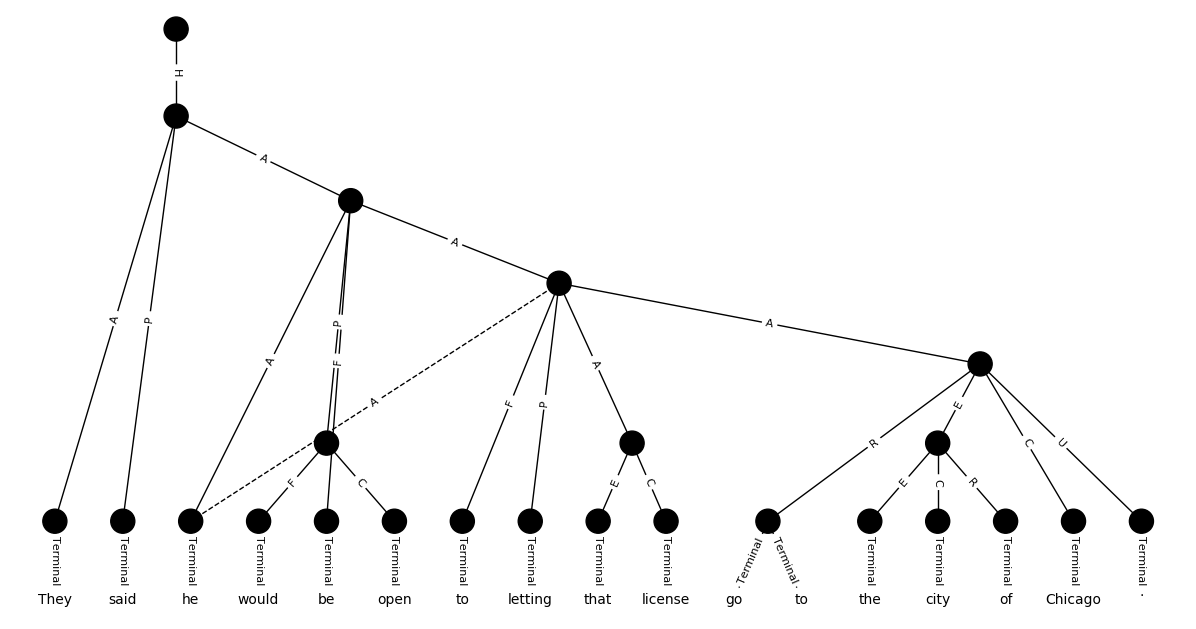 H
A
A
A
P
A
P
F
A
A
F
P
A
R
E
C
U
F
C
E
C
E
C
R
Terminal Terminal Terminal Terminal Terminal Terminal Terminal Terminal Terminal Terminal Terminal Terminal Terminal Terminal Terminal Terminal Terminal
They said he would be open to letting that license go to the city of Chicago .